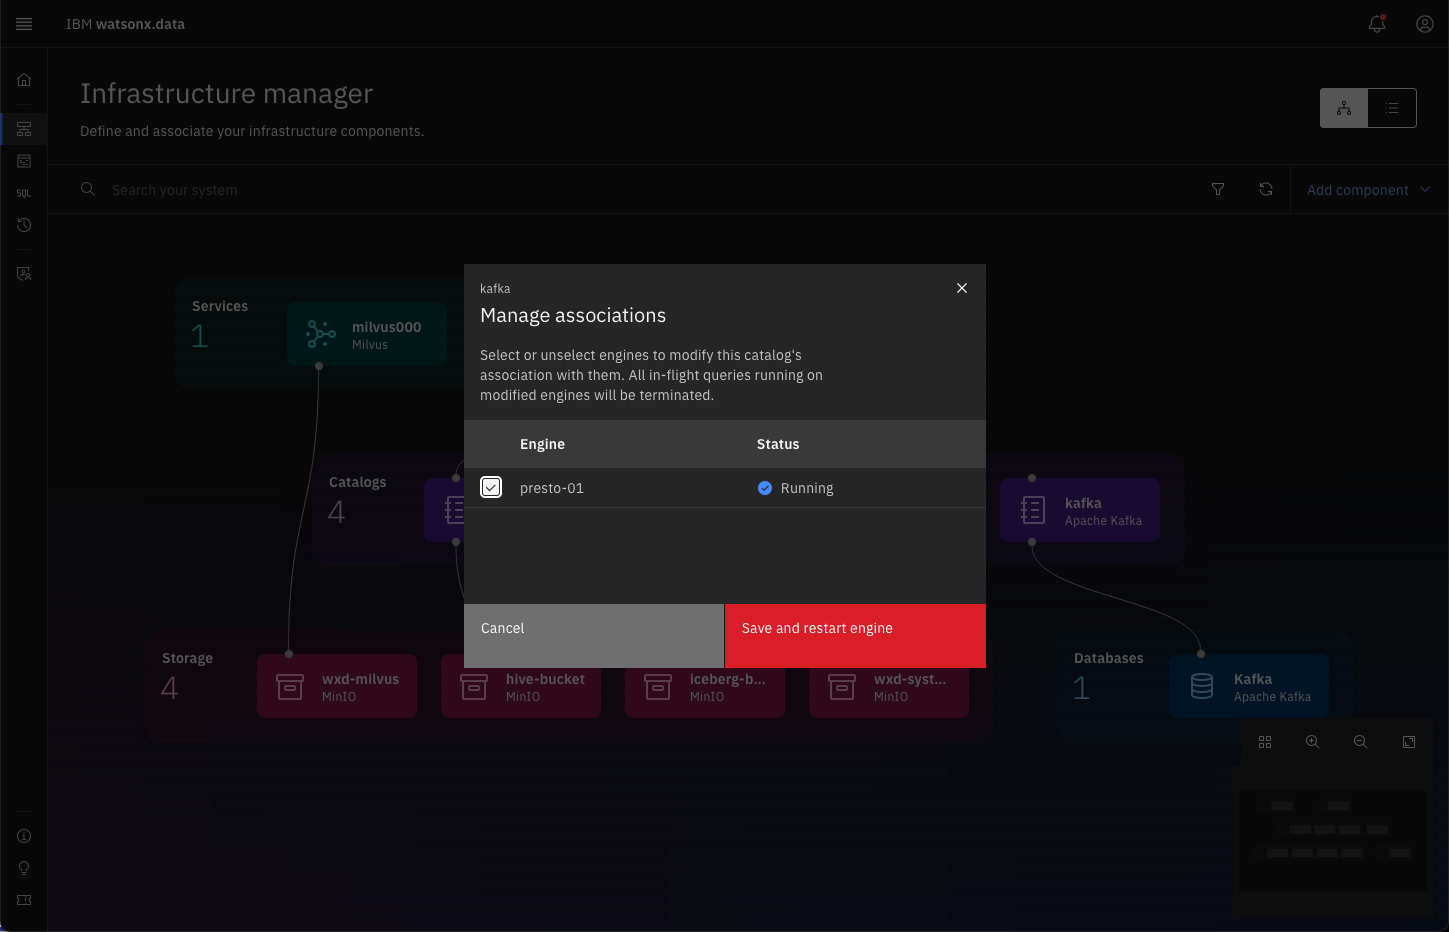 IBM watsonx.data
Infrastructure manager
Define and associate your infrastructure components.
Search your system
Add component
SQL
Services
1
milvus000
Milvus
kafka
Manage associations
Select or unselect engines to modify this catalog's
association with them. All in-flight queries running on
modified engines will be terminated.
Engine
Status
presto-01
Running
Cancel
Save and restart engine
Catalogs
4
kafka
Apache Kafka
Storage
4
wxd-milvus
MinIO
hive-bucket
MinIO
iceberg-b...
MinIO
wxd-syst...
MinIO
Databases
1
Kafka
Apache Kafka